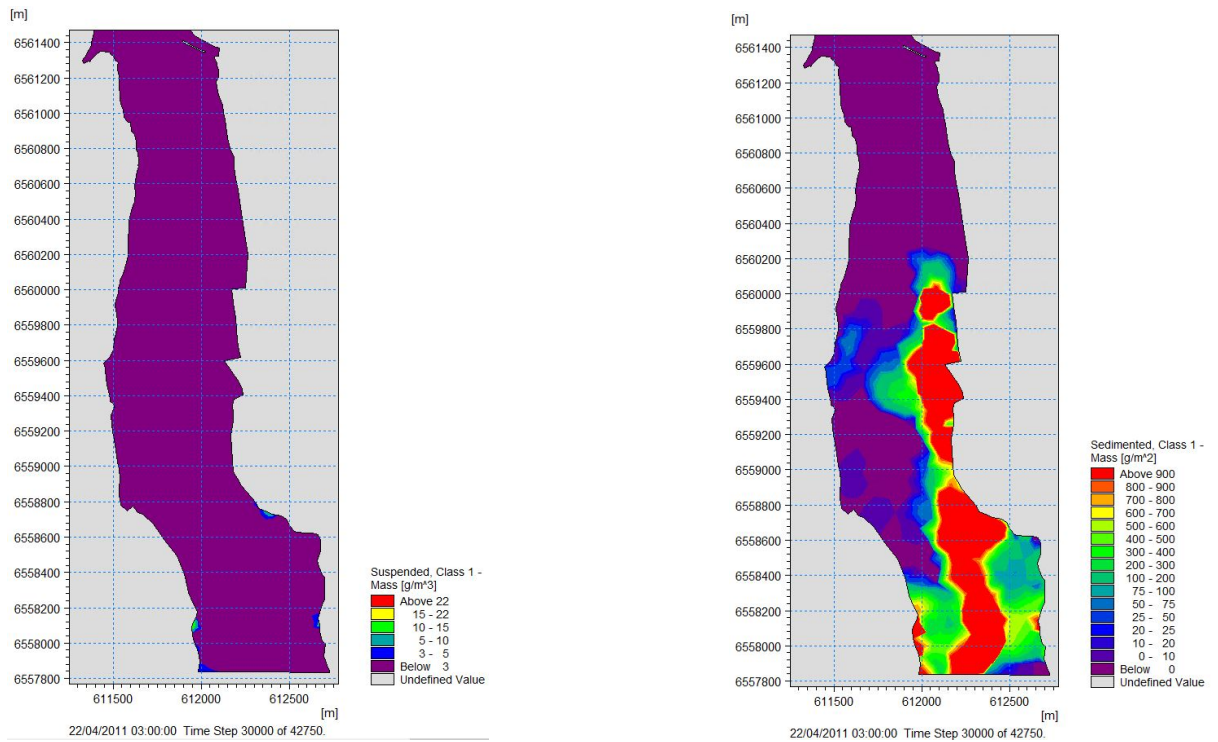 [m]
6561400
6561200
6561000
6560800
6560600
6560400
6560200
6560000
6559800
6559600
6559400
6559200
6559000
6558800
6558600
6558400
6558200
6558000
6557800
611500
612000
612500
[m]
22/04/2011 03:00:00 Time Step 30000 of 42750.
Suspended, Class 1 -
Mass [g/m^3]
Above 22
15 - 22
10 - 15
5 - 10
3 - 5
Below 3
Undefined Value
[m]
6561400
6561200
6561000
6560800
6560600
6560400
6560200
6560000
6559800
6559600
6559400
6559200
6559000
6558800
6558600
6558400
6558200
6558000
6557800
611500
612000
612500
[m]
22/04/2011 03:00:00 Time Step 30000 of 42750.
Sedimented, Class 1 -
Mass [g/m^2]
Above 900
800 - 900
700 - 800
600 - 700
500 - 600
400 - 500
300 - 400
200 - 300
100 - 200
75 - 100
50 - 75
25 - 50
20 - 25
10 - 20
0 - 10
Below 0
Undefined Value